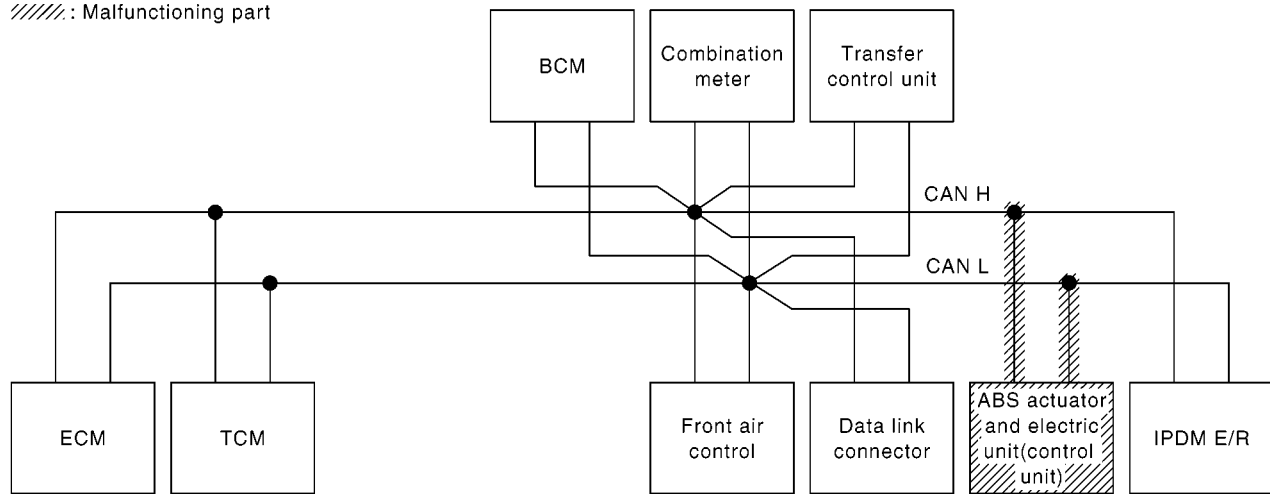 : Malfunctioning part
BCM
Combination
meter
Transfer
control unit
CAN H
CAN L
ECM
TCM
Front air
control
Data link
connector
ABS actuator
and electric
unit(control
unit)
IPDM E/R